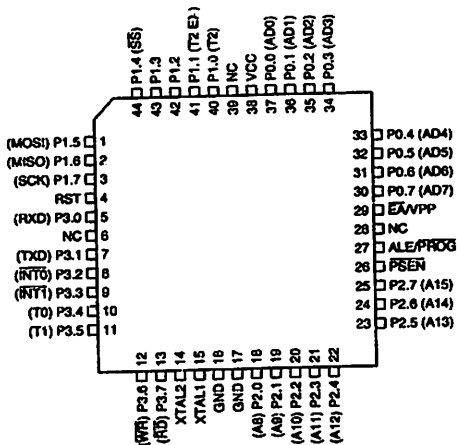 44 P1.4 (SS)
43 P1.3
42 P1.2
41 P1.1 (T2 EX)
40 P1.0 (T2)
39 NC
38 VCC
37 P0.0 (AD0)
36 P0.1 (AD1)
35 P0.2 (AD2)
34 P0.3 (AD3)
(MOSI) P1.5 1
(MISO) P1.6 2
(SCK) P1.7 3
RST 4
(RXD) P3.0 5
NC 6
(TXD) P3.1 7
(INT0) P3.2 8
(INT1) P3.3 9
(T0) P3.4 10
(T1) P3.5 11
33 P0.4 (AD4)
32 P0.5 (AD5)
31 P0.6 (AD6)
30 P0.7 (AD7)
29 EA/VPP
28 NC
27 ALE/PROG
26 PSEN
25 P2.7 (A15)
24 P2.6 (A14)
23 P2.5 (A13)
(WR) P3.6 12
(RD) P3.7 13
XTAL2 14
XTAL1 15
GND 16
GND 17
(A8) P2.0 18
(A9) P2.1 19
(A10) P2.2 20
(A11) P2.3 21
(A12) P2.4 22